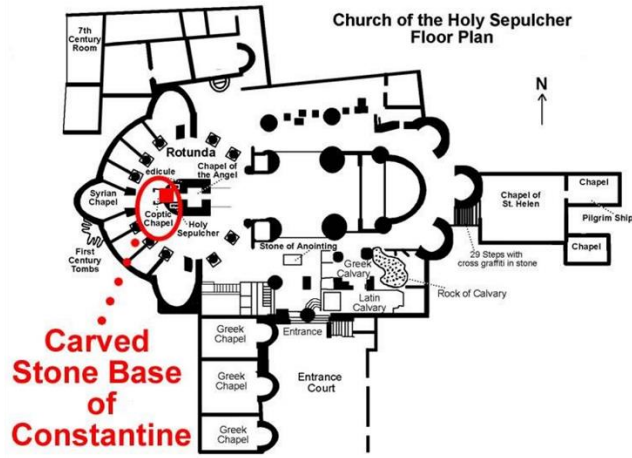 Church of the Holy Sepulcher
Floor Plan
7th
Century
Room
N
Rotunda
edicule
Chapel of
the Angel
Syrian
Chapel
Coptic
Chapel
Holy
Sepulcher
First
Century
Tombs
Stone of Anointing
Greek
Calvary
Latin
Calvary
Rock of Calvary
29 Steps with
cross graffiti in stone
Chapel of
St. Helen
Chapel
Pilgrim Ship
Chapel
Entrance
Greek
Chapel
Greek
Chapel
Greek
Chapel
Entrance
Court
Carved
Stone Base
of
Constantine